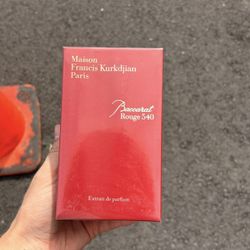 Maison
Francis Kurkdjian
Paris
Baccarat
Rouge 540
Extrait de parfum